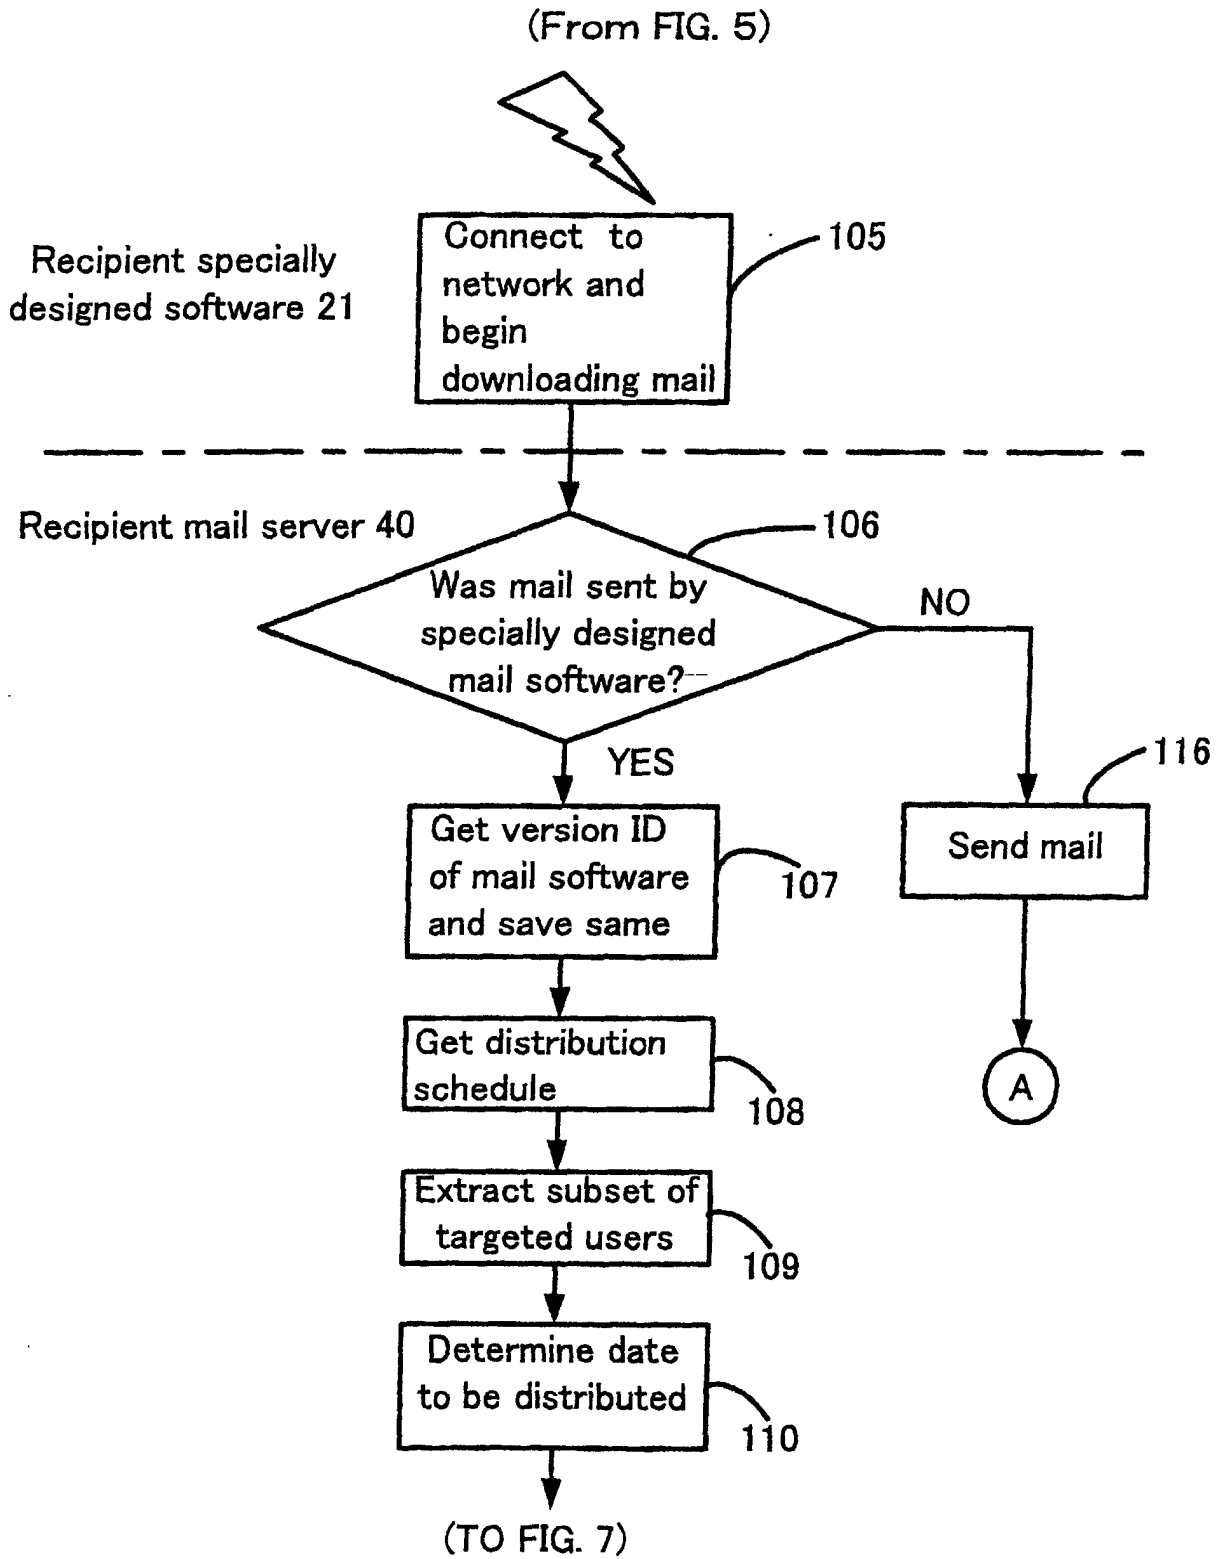 (From FIG. 5)
Connect to
network and
begin
downloading mail
105
Recipient specially
designed software 21
Recipient mail server 40
106
Was mail sent by
specially designed
mail software?
NO
YES
116
Send mail
Get version ID
of mail software
and save same
107
Get distribution
schedule
108
A
Extract subset of
targeted users
109
Determine date
to be distributed
110
(TO FIG. 7)